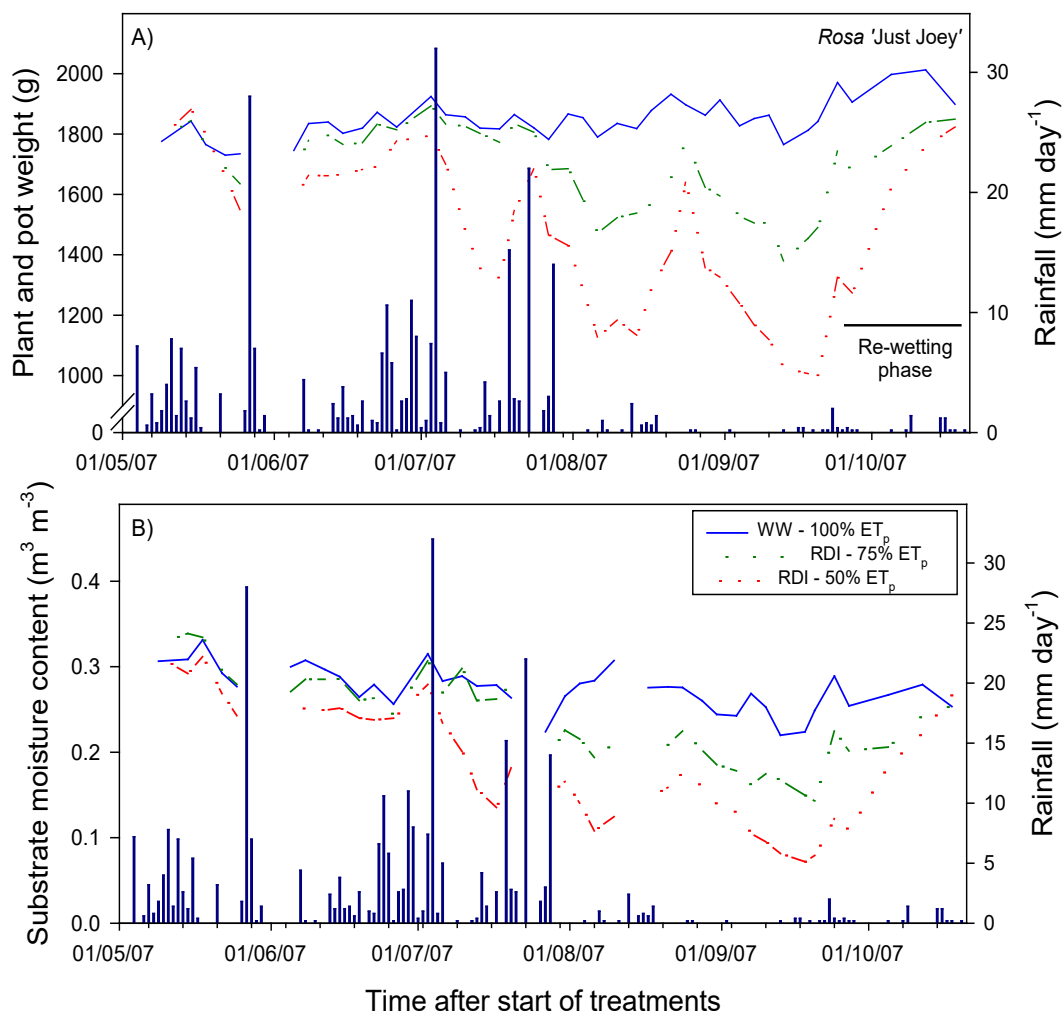 A)
Rosa 'Just Joey'
Plant and pot weight (g)
2000
1800
1600
1400
1200
1000
0
30
20
10
0
Rainfall (mm day⁻¹)
Re-wetting
phase
01/05/07 01/06/07 01/07/07 01/08/07 01/09/07 01/10/07
B)
WW - 100% ETₚ
RDI - 75% ETₚ
RDI - 50% ETₚ
Substrate moisture content (m³ m⁻³)
0.4
0.3
0.2
0.1
0.0
30
25
20
15
10
5
0
Rainfall (mm day⁻¹)
01/05/07 01/06/07 01/07/07 01/08/07 01/09/07 01/10/07
Time after start of treatments